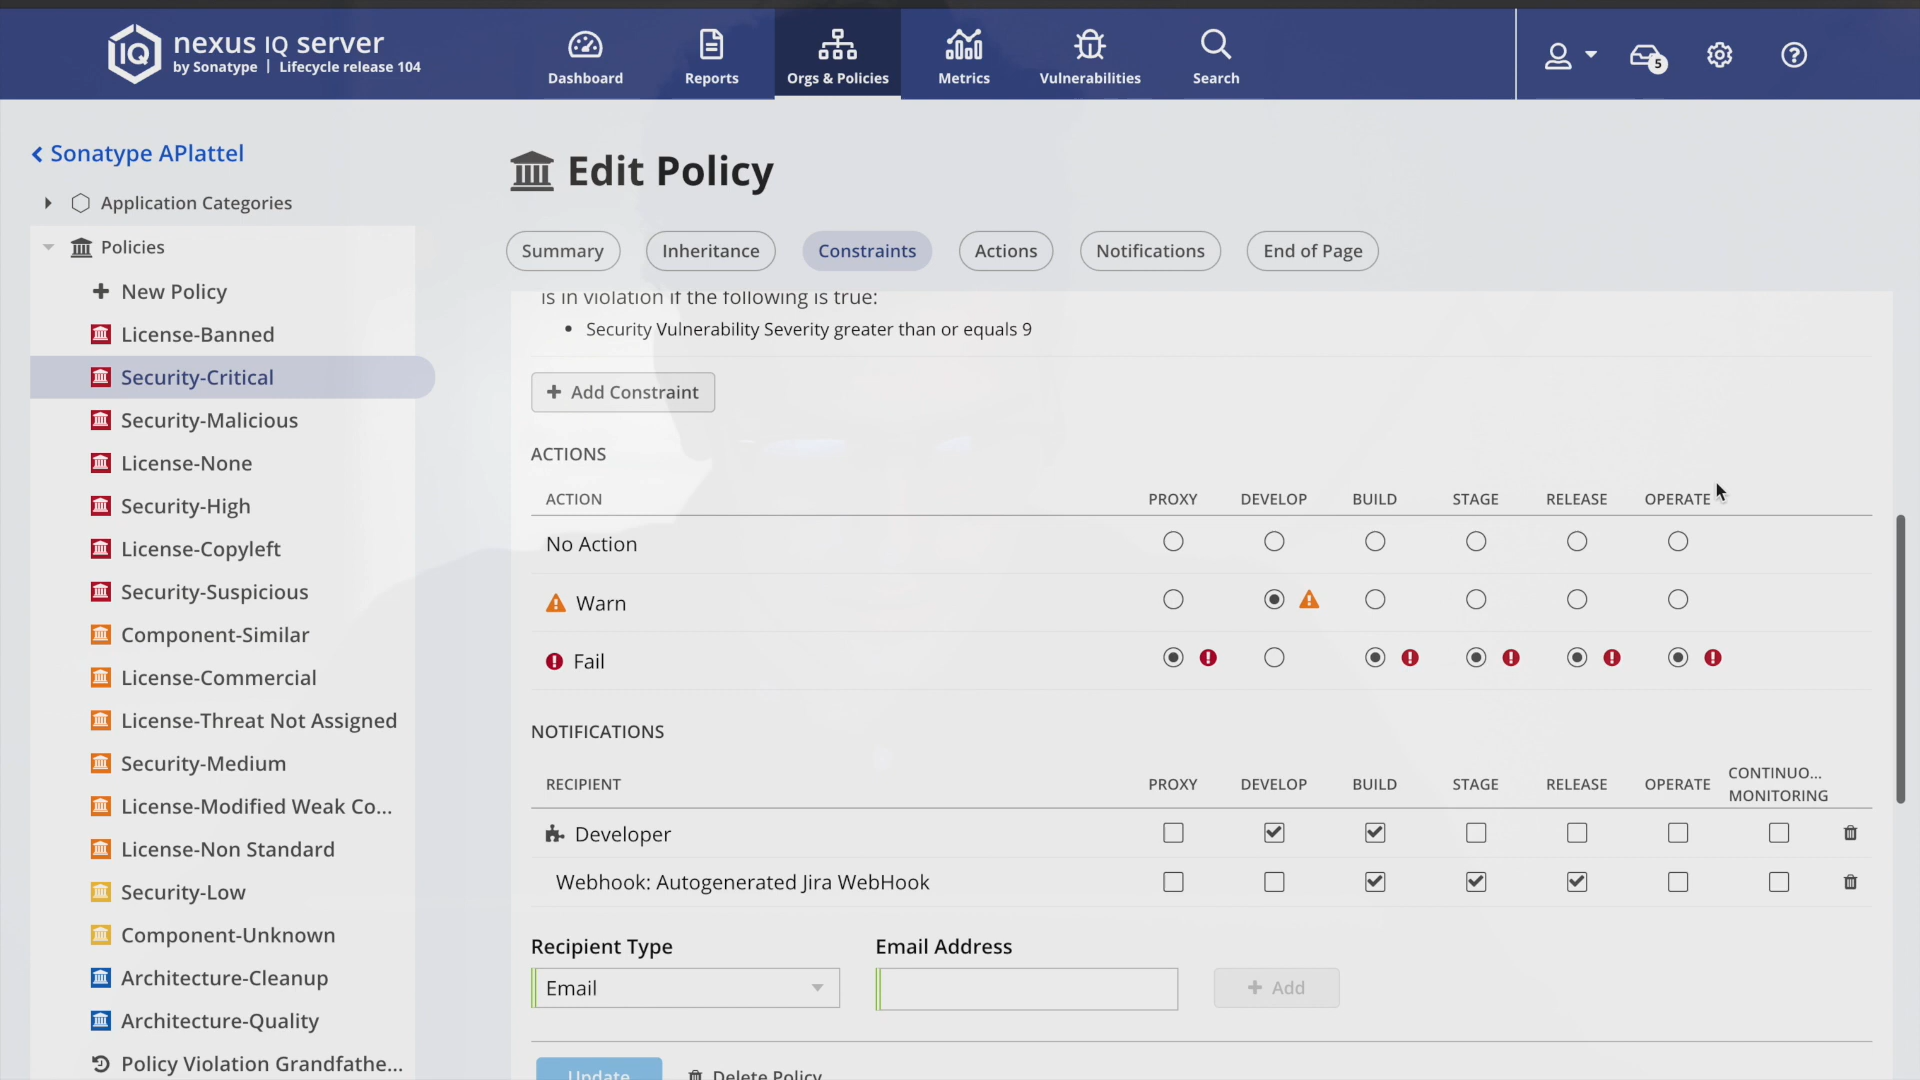 IQ nexus IQ server
by Sonatype | Lifecycle release 104
Dashboard
Reports
Orgs & Policies
Metrics
Vulnerabilities
Search
5
Sonatype APlattel
Application Categories
Policies
New Policy
License-Banned
Security-Critical
Security-Malicious
License-None
Security-High
License-Copyleft
Security-Suspicious
Component-Similar
License-Commercial
License-Threat Not Assigned
Security-Medium
License-Modified Weak Co...
License-Non Standard
Security-Low
Component-Unknown
Architecture-Cleanup
Architecture-Quality
Policy Violation Grandfathe...
Edit Policy
Summary Inheritance Constraints Actions Notifications End of Page
is in violation if the following is true:
• Security Vulnerability Severity greater than or equals 9
+ Add Constraint
ACTIONS
ACTION PROXY DEVELOP BUILD STAGE RELEASE OPERATE
No Action
Warn
Fail
NOTIFICATIONS
RECIPIENT PROXY DEVELOP BUILD STAGE RELEASE OPERATE CONTINUO... MONITORING
Developer
Webhook: Autogenerated Jira WebHook
Recipient Type Email Address
Email + Add
Update Delete Policy